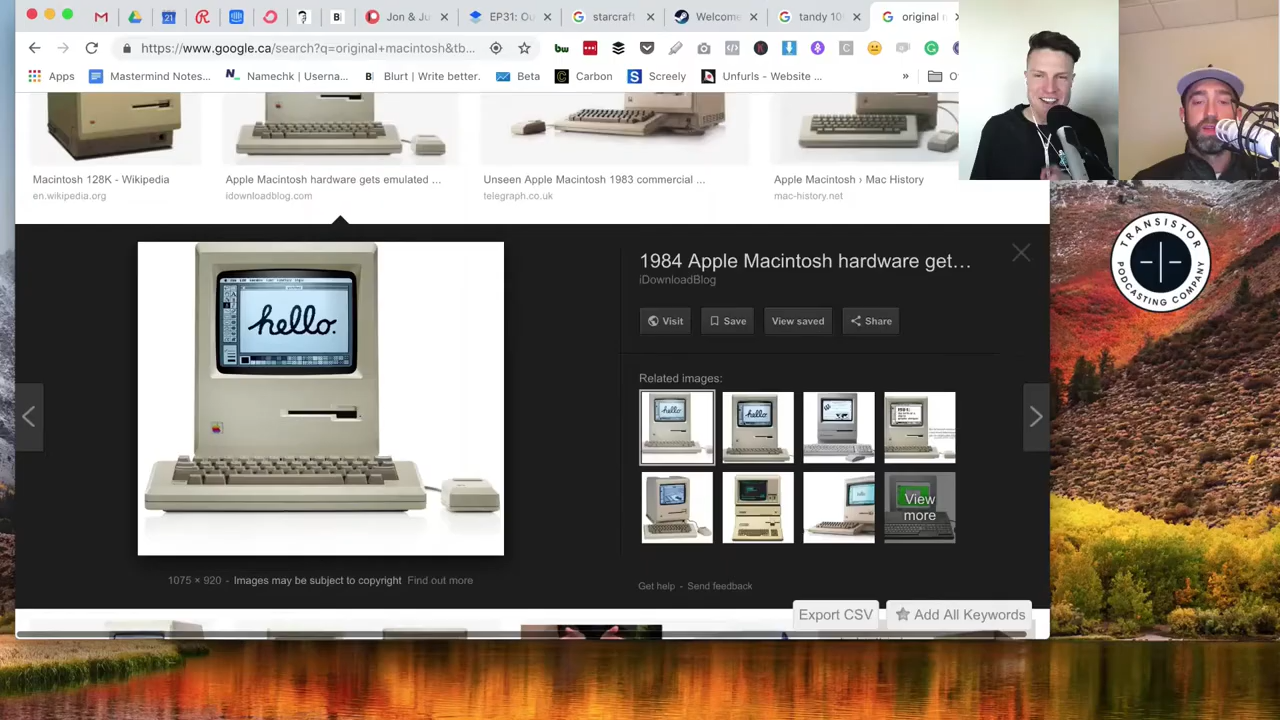 Jon & Ju
EP31: Ou
starcraft
Welcome
tandy 10
original
https://www.google.ca/search?q=original+macintosh&tb...
Apps
Mastermind Notes...
Namechk | Userna...
Blurt | Write better.
Beta
Carbon
Screely
Unfurls - Website ...
»
Macintosh 128K - Wikipedia
en.wikipedia.org
Apple Macintosh hardware gets emulated ...
idownloadblog.com
Unseen Apple Macintosh 1983 commercial ...
telegraph.co.uk
Apple Macintosh › Mac History
mac-history.net
TRANSISTOR
PODCASTING COMPANY
hello.
1984 Apple Macintosh hardware get...
iDownloadBlog
Visit
Save
View saved
Share
Related images:
View
more
1075 × 920 - Images may be subject to copyright Find out more
Get help - Send feedback
Export CSV
Add All Keywords